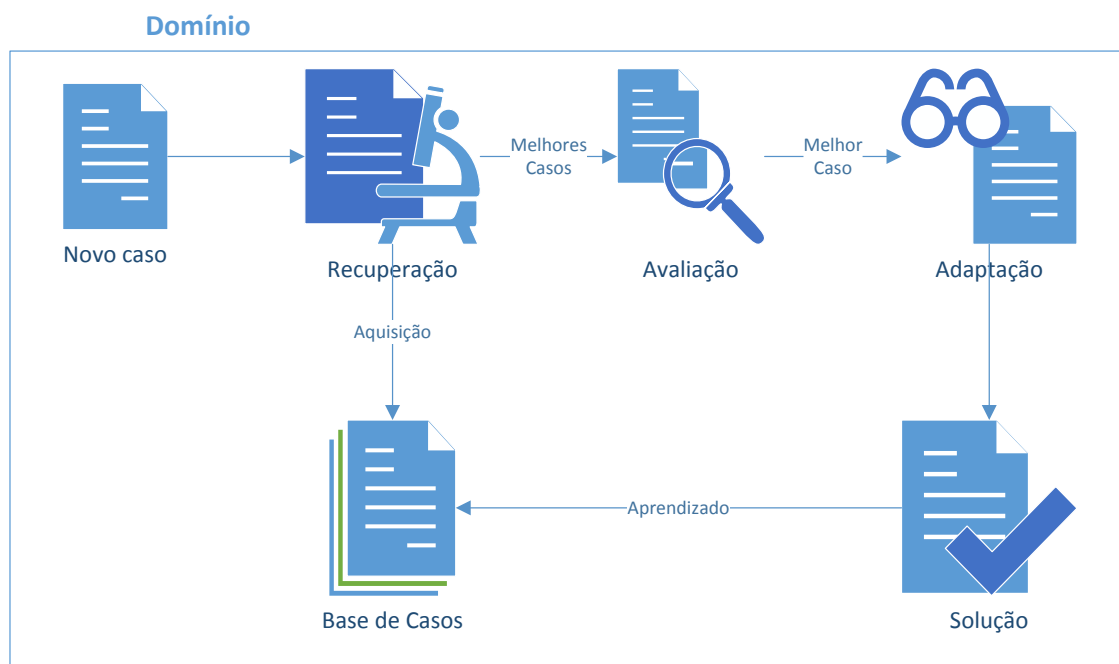 Domínio
Novo caso
Recuperação
Melhores
Casos
Avaliação
Melhor
Caso
Adaptação
Aquisição
Base de Casos
Aprendizado
Solução